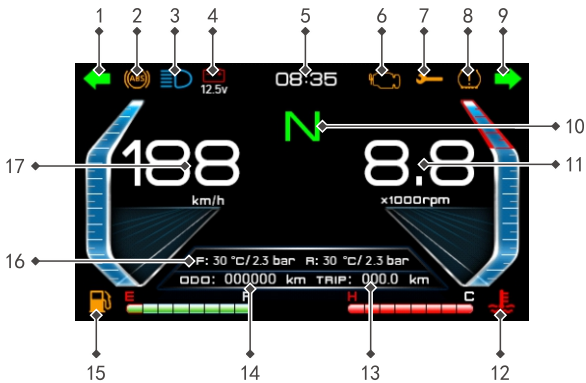 1 2 3 4 5 6 7 8 9
ABS
12.5v
08:35
N
10
17
188
8.8
11
km/h
x1000rpm
16
F: 30 °C/2.3 bar R: 30 °C/2.3 bar
ODO: 000000 km TRIP: 000.0 km
E F H C
15 14 13 12